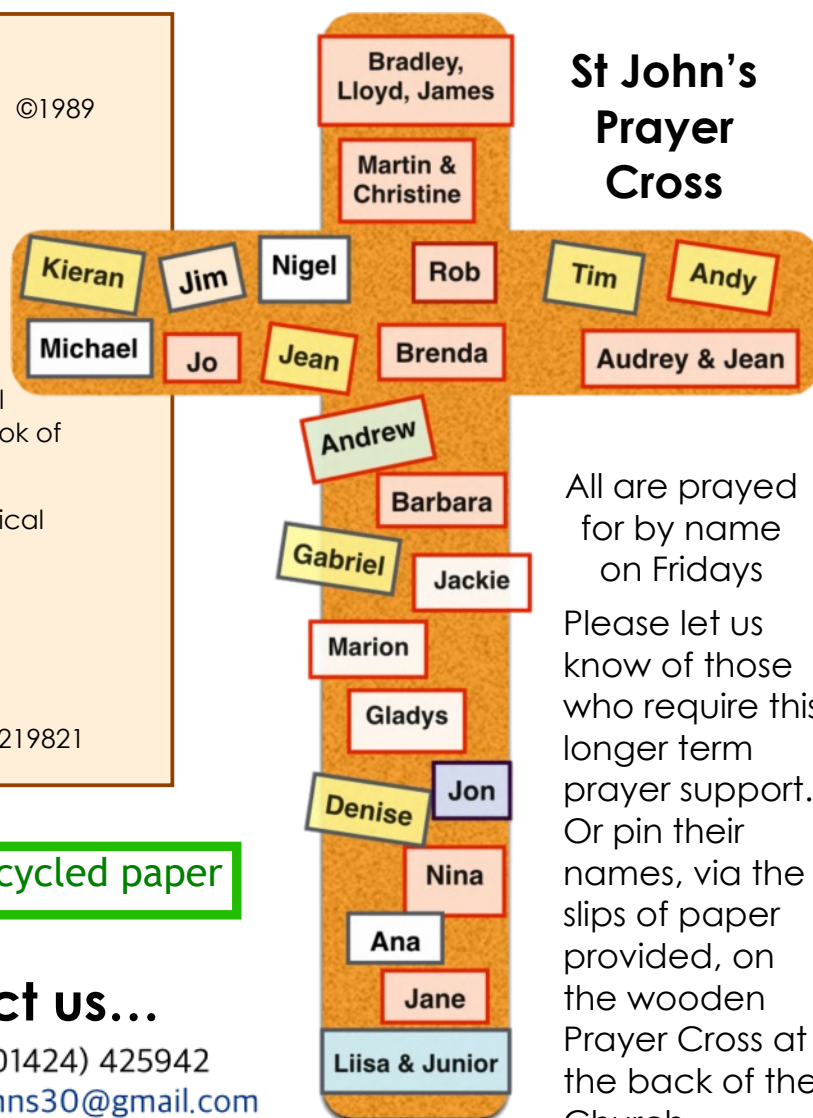 ©1989
ok of
ical
219821
cycled paper
ct us…
01424) 425942
nns30@gmail.com
Bradley,
Lloyd, James
Martin &
Christine
Kieran
Jim
Nigel
Rob
Tim
Andy
Michael
Jo
Jean
Brenda
Audrey & Jean
Andrew
Barbara
Gabriel
Jackie
Marion
Gladys
Jon
Denise
Nina
Ana
Jane
Liisa & Junior
St John’s
Prayer
Cross
All are prayed
for by name
on Fridays
Please let us
know of those
who require this
longer term
prayer support.
Or pin their
names, via the
slips of paper
provided, on
the wooden
Prayer Cross at
the back of the
Church